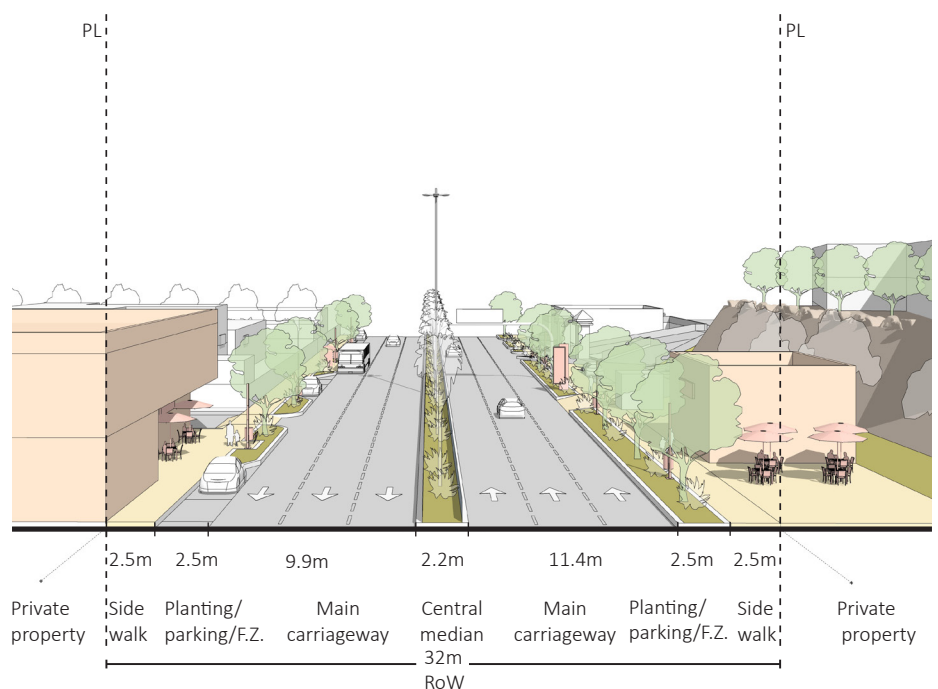 PL
PL
2.5m 2.5m 9.9m 2.2m 11.4m 2.5m 2.5m
Private property
Side walk
Planting/ parking/F.Z.
Main carriageway
Central median
Main carriageway
Planting/ parking/F.Z.
Side walk
Private property
32m
RoW